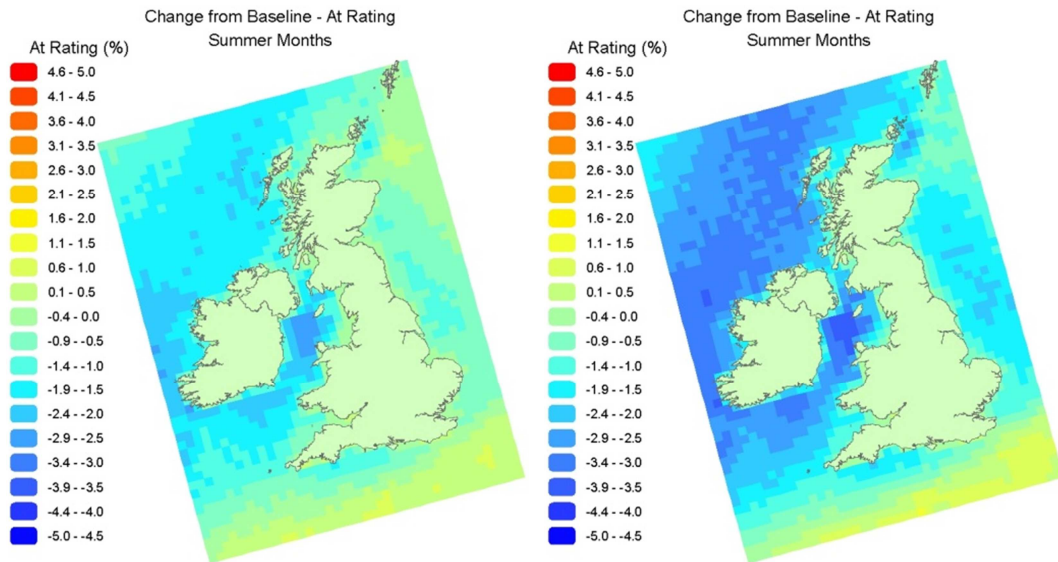 Change from Baseline - At Rating
Summer Months
At Rating (%)
4.6 - 5.0
4.1 - 4.5
3.6 - 4.0
3.1 - 3.5
2.6 - 3.0
2.1 - 2.5
1.6 - 2.0
1.1 - 1.5
0.6 - 1.0
0.1 - 0.5
-0.4 - 0.0
-0.9 - -0.5
-1.4 - -1.0
-1.9 - -1.5
-2.4 - -2.0
-2.9 - -2.5
-3.4 - -3.0
-3.9 - -3.5
-4.4 - -4.0
-5.0 - -4.5
Change from Baseline - At Rating
Summer Months
At Rating (%)
4.6 - 5.0
4.1 - 4.5
3.6 - 4.0
3.1 - 3.5
2.6 - 3.0
2.1 - 2.5
1.6 - 2.0
1.1 - 1.5
0.6 - 1.0
0.1 - 0.5
-0.4 - 0.0
-0.9 - -0.5
-1.4 - -1.0
-1.9 - -1.5
-2.4 - -2.0
-2.9 - -2.5
-3.4 - -3.0
-3.9 - -3.5
-4.4 - -4.0
-5.0 - -4.5